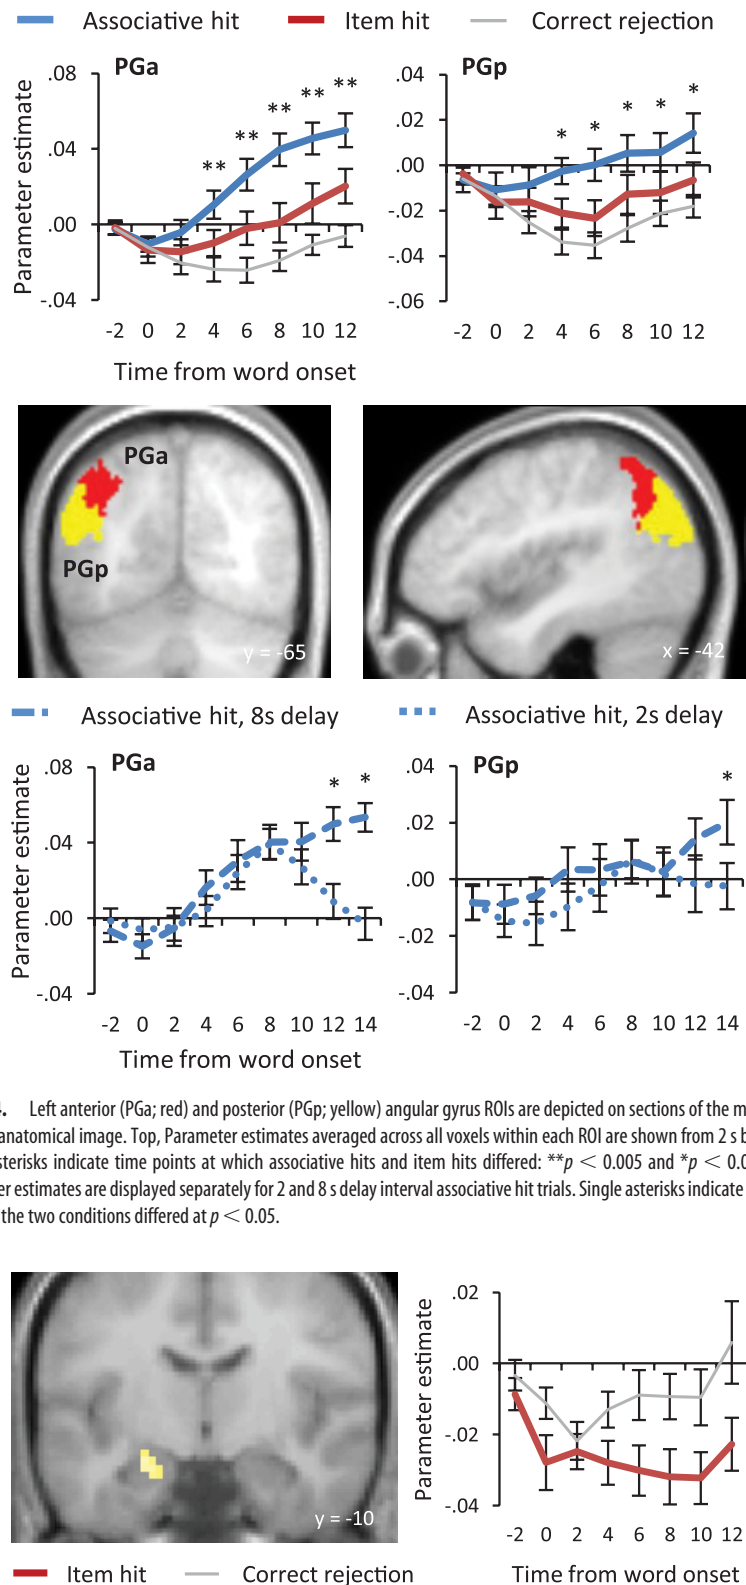 Associative hit Item hit Correct rejection
PGa
PGp
Parameter estimate
.08
.04
.00
-.04
.04
.02
.00
-.02
-.04
-.06
** ** ** ** **
* * * * *
-2 0 2 4 6 8 10 12
-2 0 2 4 6 8 10 12
Time from word onset
PGa
PGp
y = -65
x = -42
Associative hit, 8s delay Associative hit, 2s delay
PGa
PGp
Parameter estimate
.08
.04
.00
-.04
.04
.02
.00
-.02
-.04
* *
*
-2 0 2 4 6 8 10 12 14
-2 0 2 4 6 8 10 12 14
Time from word onset
. Left anterior (PGa; red) and posterior (PGp; yellow) angular gyrus ROIs are depicted on sections of the m
anatomical image. Top, Parameter estimates averaged across all voxels within each ROI are shown from 2 s b
sterisks indicate time points at which associative hits and item hits differed: **p < 0.005 and *p < 0.0
er estimates are displayed separately for 2 and 8 s delay interval associative hit trials. Single asterisks indicate
the two conditions differed at p < 0.05.
y = -10
Parameter estimate
.02
.00
-.02
-.04
-2 0 2 4 6 8 10 12
Item hit Correct rejection Time from word onset